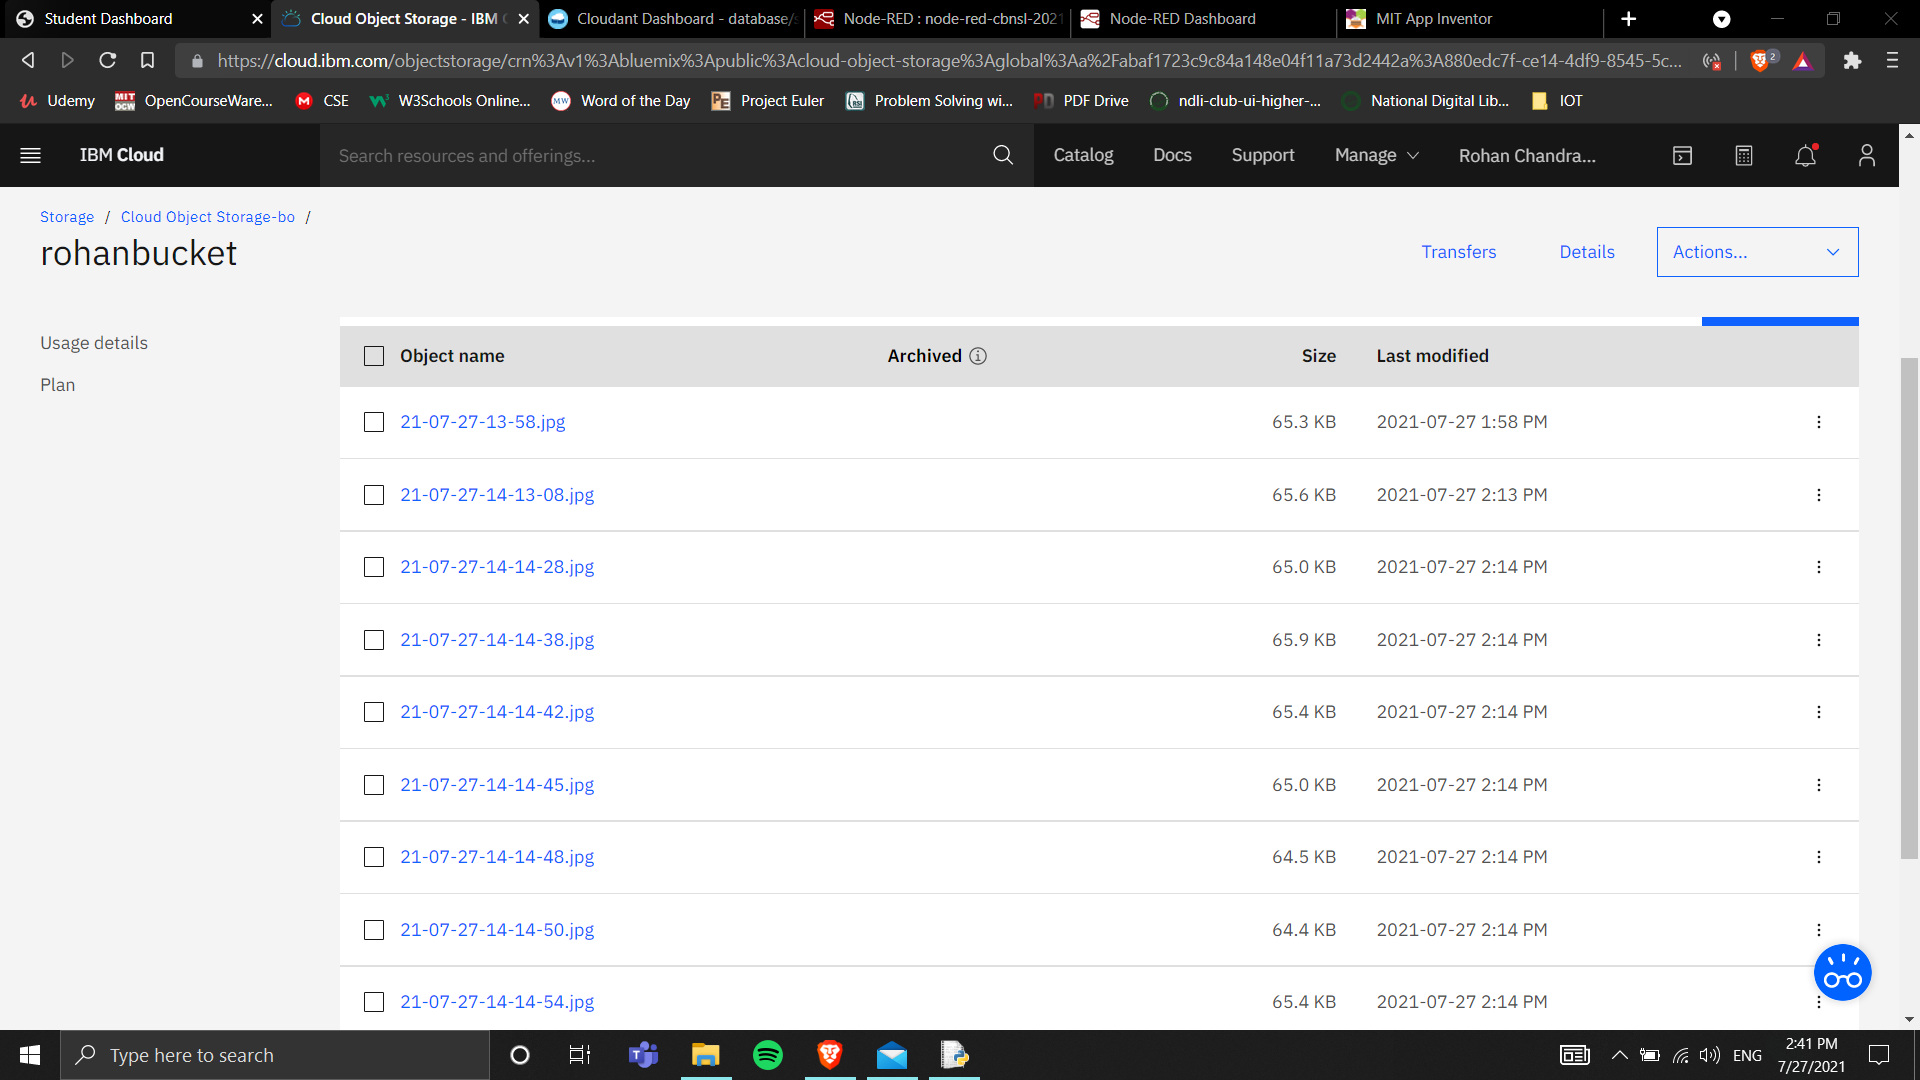 Student Dashboard
Cloud Object Storage - IBM
Cloudant Dashboard - database/
Node-RED : node-red-cbnsl-2021
Node-RED Dashboard
MIT App Inventor
https://cloud.ibm.com/objectstorage/crn%3Av1%3Abluemix%3Apublic%3Acloud-object-storage%3Aglobal%3Aa%2Fabaf1723c9c84a148e04f11a73d2442a%3A880edc7f-ce14-4df9-8545-5c...
2
Udemy
MIT OCW OpenCourseWare...
CSE
W3Schools Online...
MW Word of the Day
PE Project Euler
Problem Solving wi...
PDF Drive
ndli-club-ui-higher-...
National Digital Lib...
IOT
IBM Cloud
Search resources and offerings...
Catalog
Docs
Support
Manage
Rohan Chandra...
Storage / Cloud Object Storage-bo /
rohanbucket
Transfers
Details
Actions...
Usage details
Plan
Object name Archived Size Last modified
21-07-27-13-58.jpg 65.3 KB 2021-07-27 1:58 PM
21-07-27-14-13-08.jpg 65.6 KB 2021-07-27 2:13 PM
21-07-27-14-14-28.jpg 65.0 KB 2021-07-27 2:14 PM
21-07-27-14-14-38.jpg 65.9 KB 2021-07-27 2:14 PM
21-07-27-14-14-42.jpg 65.4 KB 2021-07-27 2:14 PM
21-07-27-14-14-45.jpg 65.0 KB 2021-07-27 2:14 PM
21-07-27-14-14-48.jpg 64.5 KB 2021-07-27 2:14 PM
21-07-27-14-14-50.jpg 64.4 KB 2021-07-27 2:14 PM
21-07-27-14-14-54.jpg 65.4 KB 2021-07-27 2:14 PM
Type here to search
ENG
2:41 PM
7/27/2021